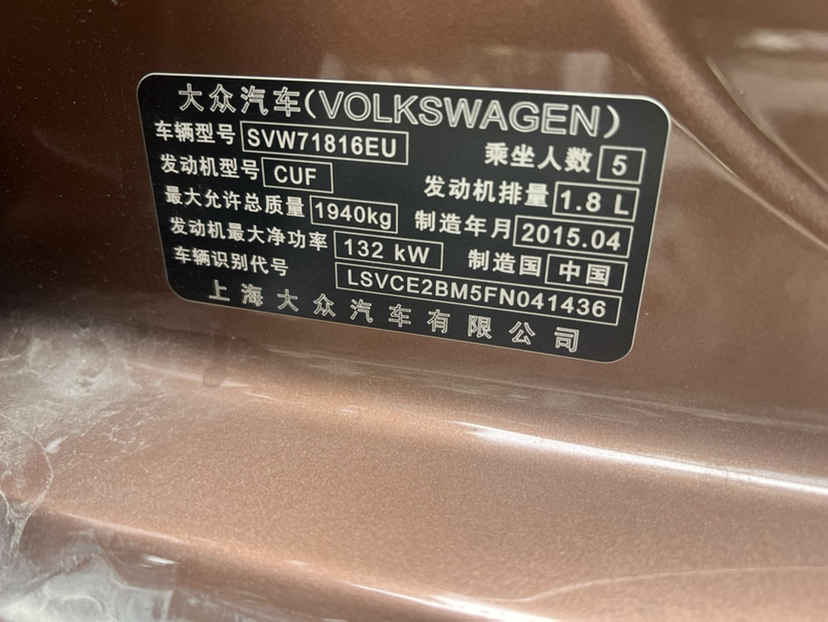 大众汽车(VOLKSWAGEN)
车辆型号 SVW71816EU 乘坐人数 5
发动机型号 CUF 发动机排量 1.8 L
最大允许总质量 1940kg 制造年月 2015.04
发动机最大净功率 132 kW 制造国 中国
车辆识别代号 LSVCE2BM5FN041436
上海大众汽车有限公司